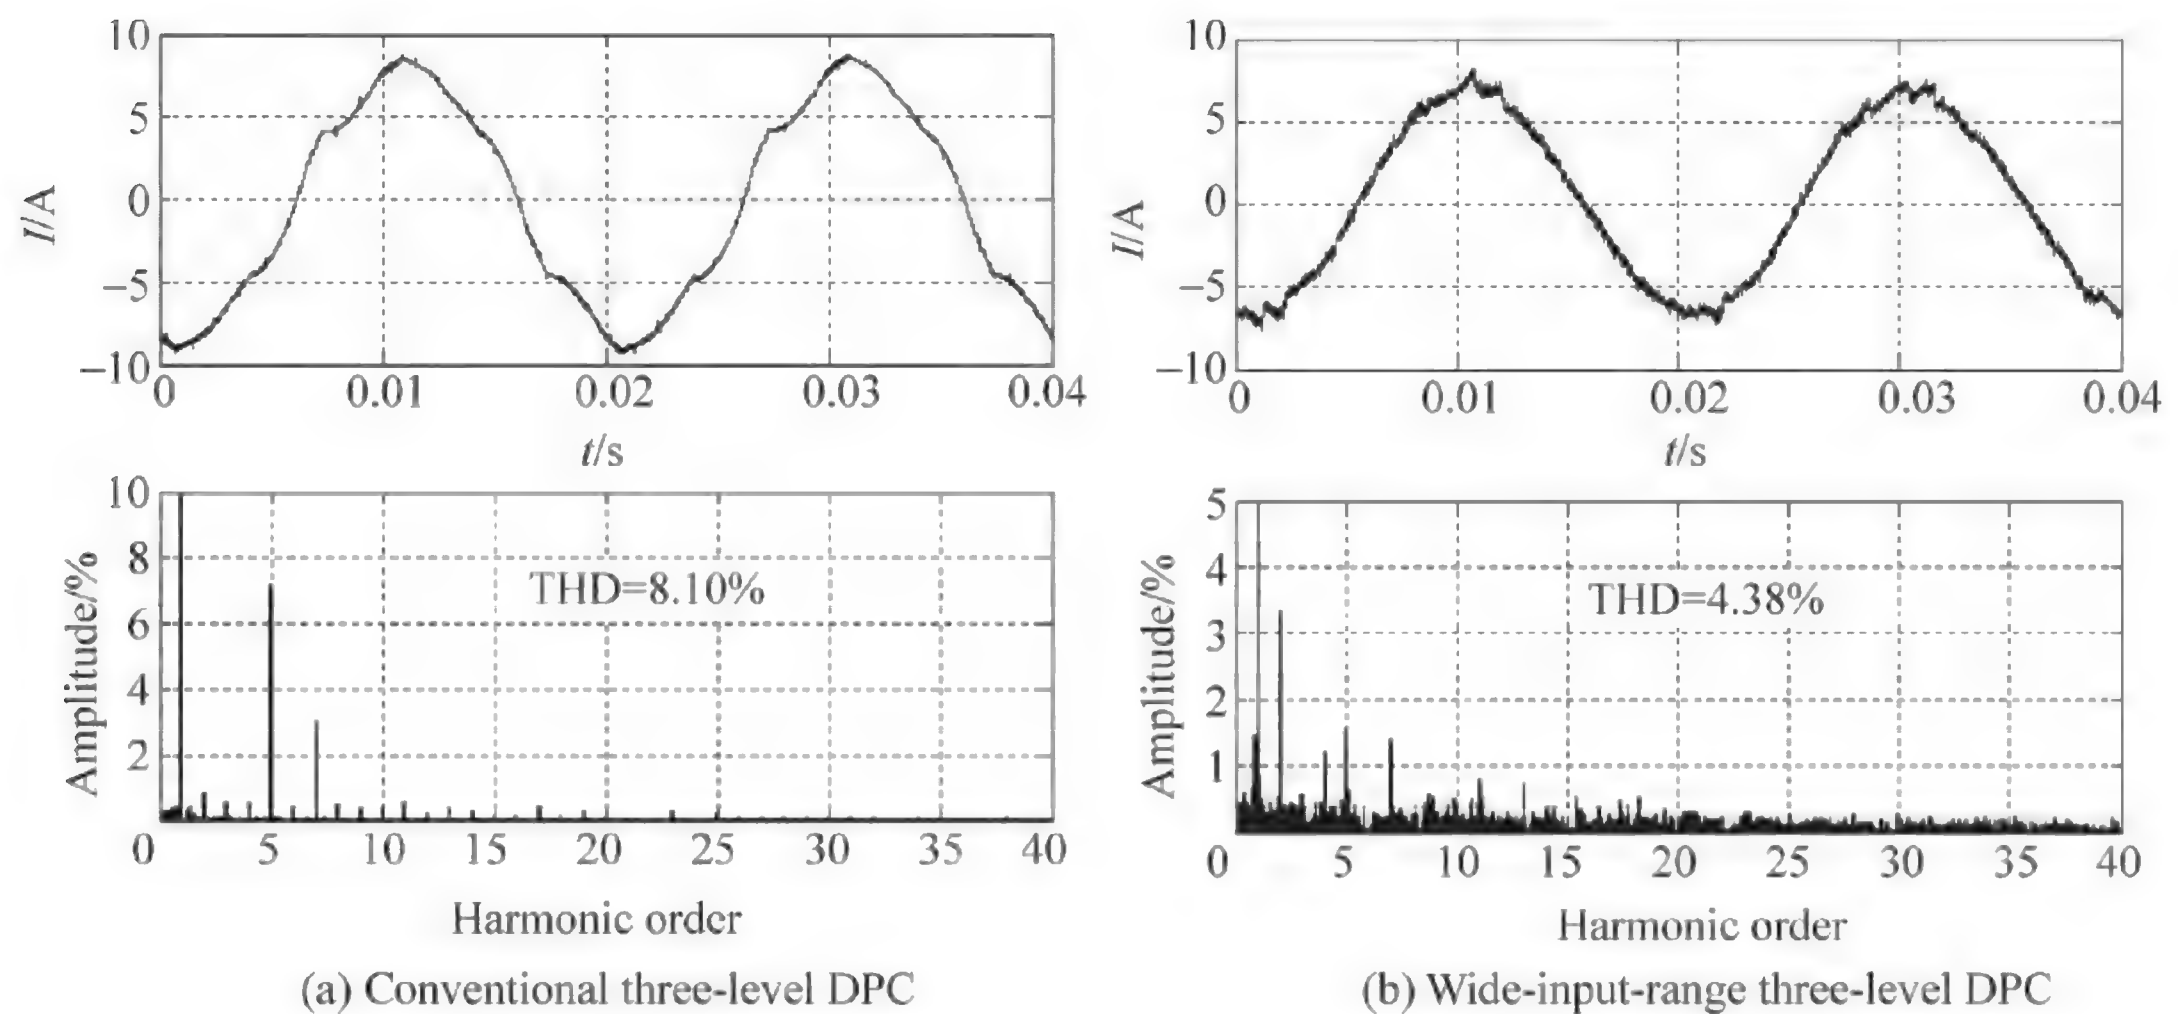 10
5
0
−5
−10
I/A
0 0.01 0.02 0.03 0.04
t/s
10
8
6
4
2
0 5 10 15 20 25 30 35 40
Amplitude/%
THD=8.10%
Harmonic order
(a) Conventional three-level DPC
10
5
0
−5
−10
I/A
0 0.01 0.02 0.03 0.04
t/s
5
4
3
2
1
0 5 10 15 20 25 30 35 40
Amplitude/%
THD=4.38%
Harmonic order
(b) Wide-input-range three-level DPC